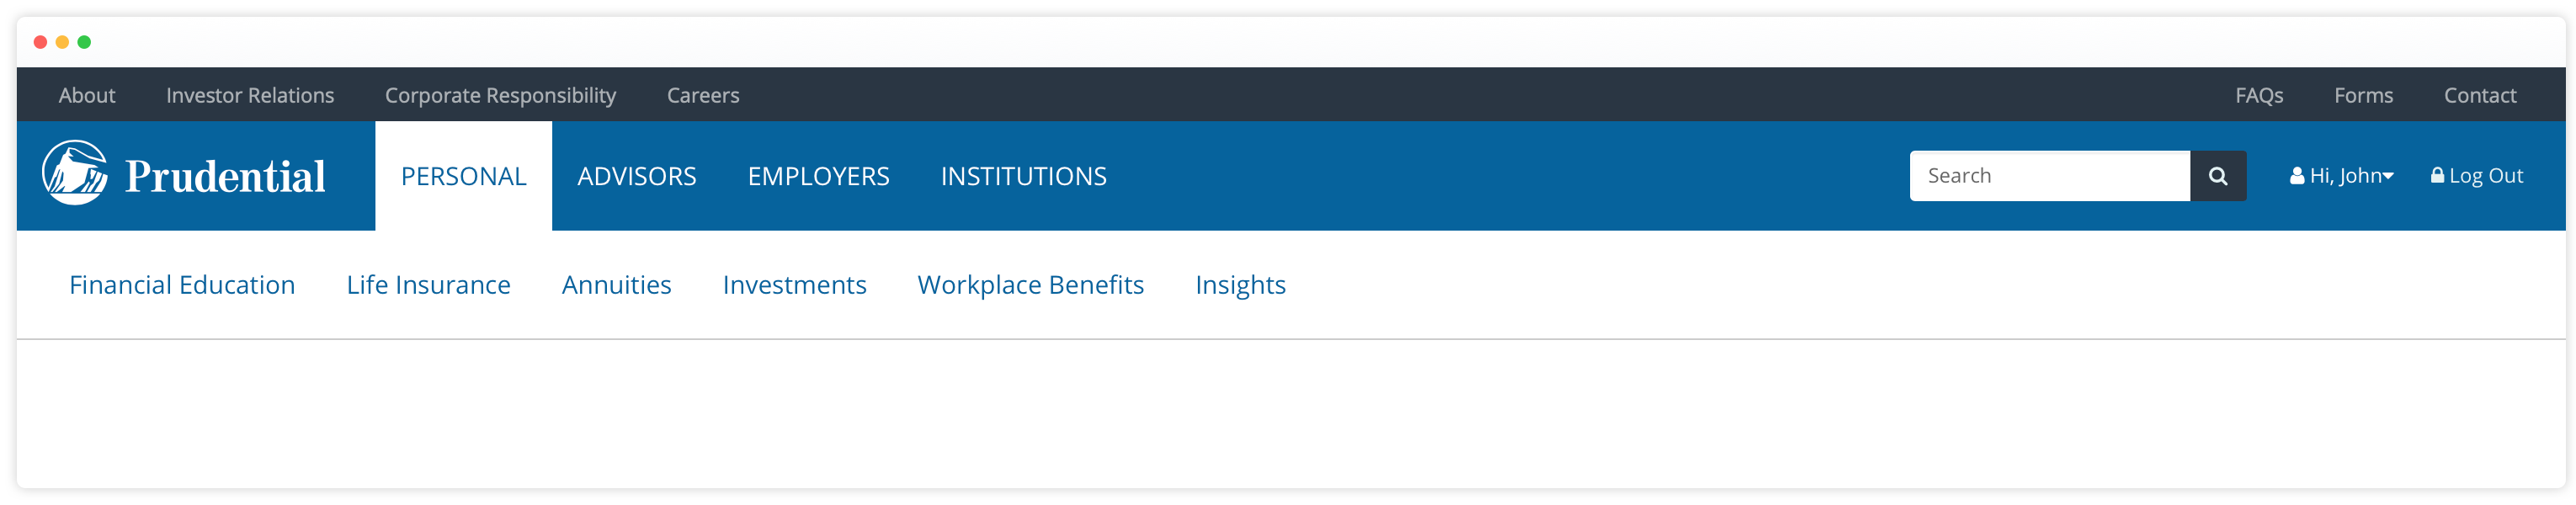 About Investor Relations Corporate Responsibility Careers FAQs Forms Contact
Prudential PERSONAL ADVISORS EMPLOYERS INSTITUTIONS Search Hi, John Log Out
Financial Education Life Insurance Annuities Investments Workplace Benefits Insights